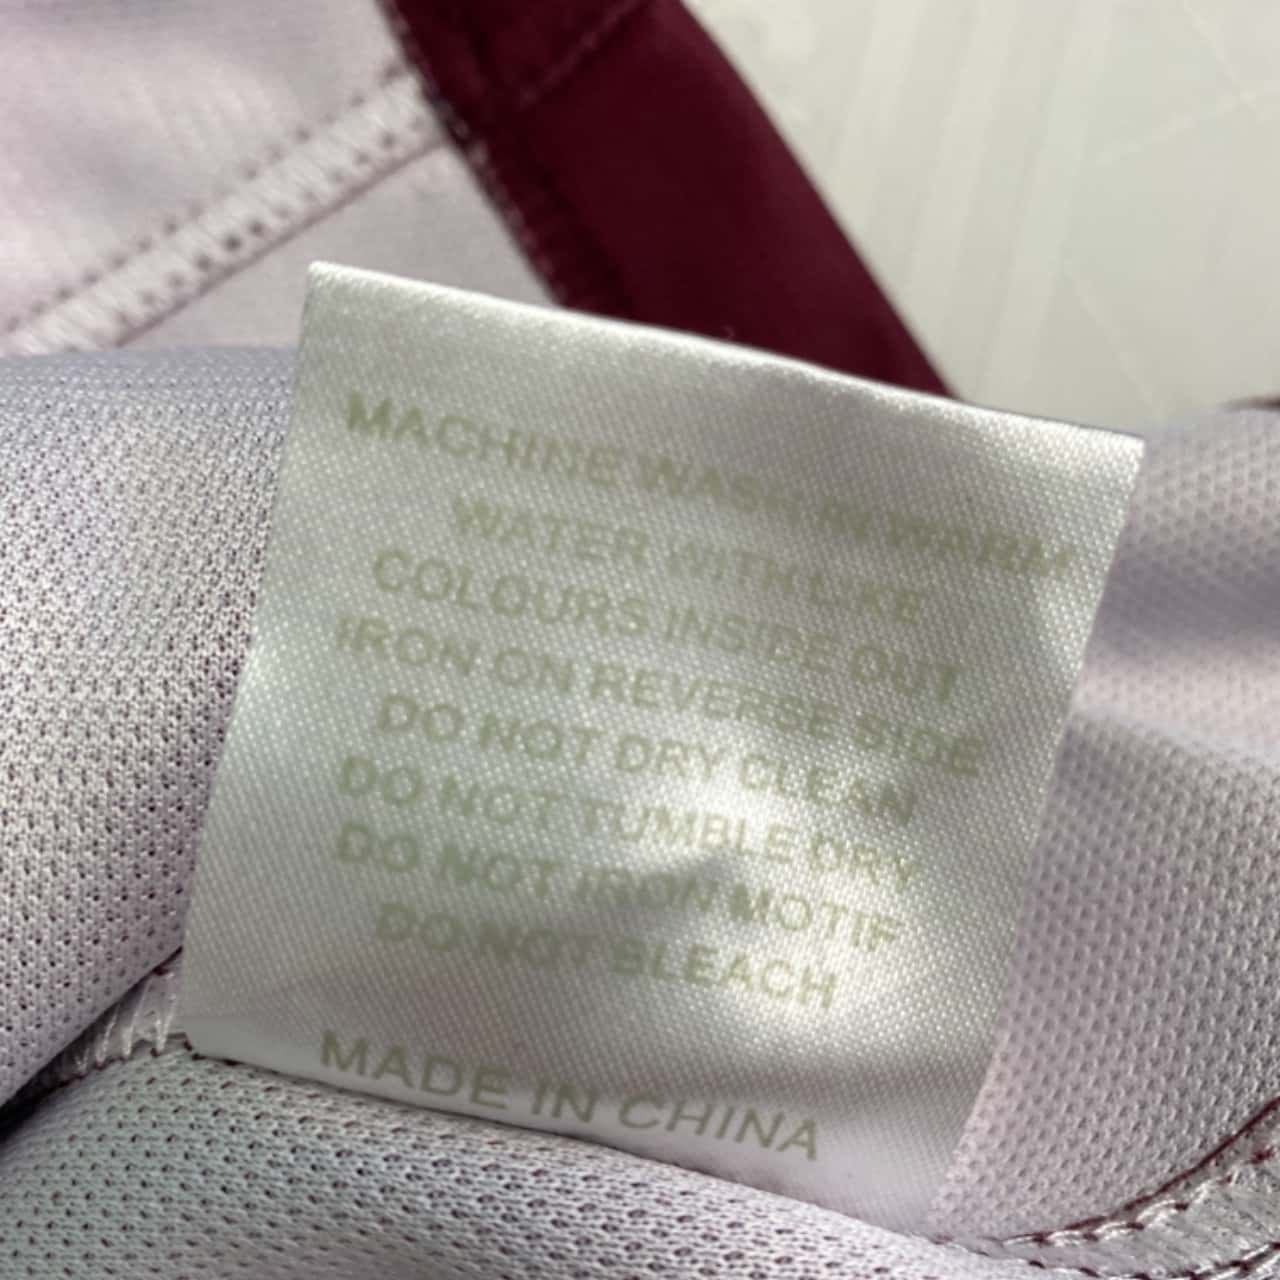 MACHINE WASH IN WARM
WATER WITH LIKE
COLOURS INSIDE OUT
IRON ON REVERSE SIDE
DO NOT DRY CLEAN
DO NOT TUMBLE DRY
DO NOT IRON MOTIF
DO NOT BLEACH
MADE IN CHINA